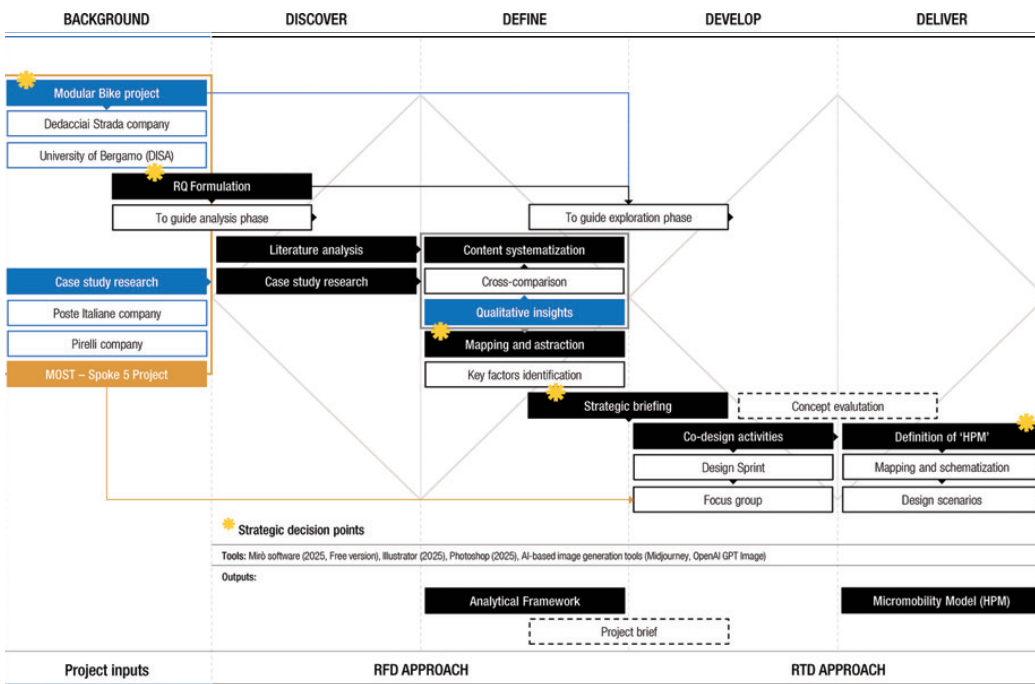 BACKGROUND
DISCOVER
DEFINE
DEVELOP
DELIVER
Modular Bike project
Dedacciai Strada company
University of Bergamo (DISA)
RQ Formulation
To guide analysis phase
To guide exploration phase
Literature analysis
Content systematization
Case study research
Case study research
Cross-comparison
Poste Italiane company
Qualitative insights
Pirelli company
Mapping and astraction
MOST – Spoke 5 Project
Key factors identification
Strategic briefing
Concept evalutation
Co-design activities
Definition of ‘HPM’
Design Sprint
Mapping and schematization
Focus group
Design scenarios
Strategic decision points
Tools: Mirò software (2025, Free version), Illustrator (2025), Photoshop (2025), AI-based image generation tools (Midjourney, OpenAI GPT Image)
Outputs:
Analytical Framework
Micromobility Model (HPM)
Project brief
Project inputs
RFD APPROACH
RTD APPROACH